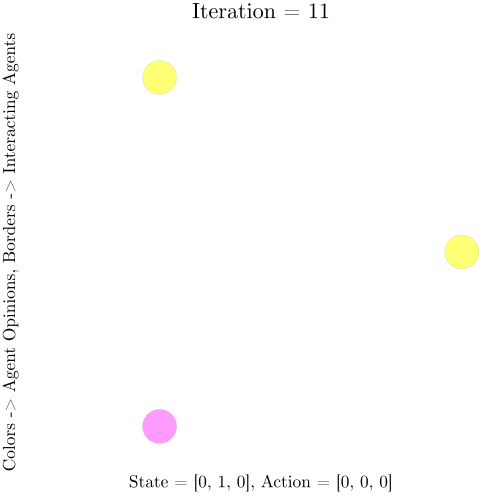 Iteration = 11
Colors -> Agent Opinions, Borders -> Interacting Agents
State = [0, 1, 0], Action = [0, 0, 0]